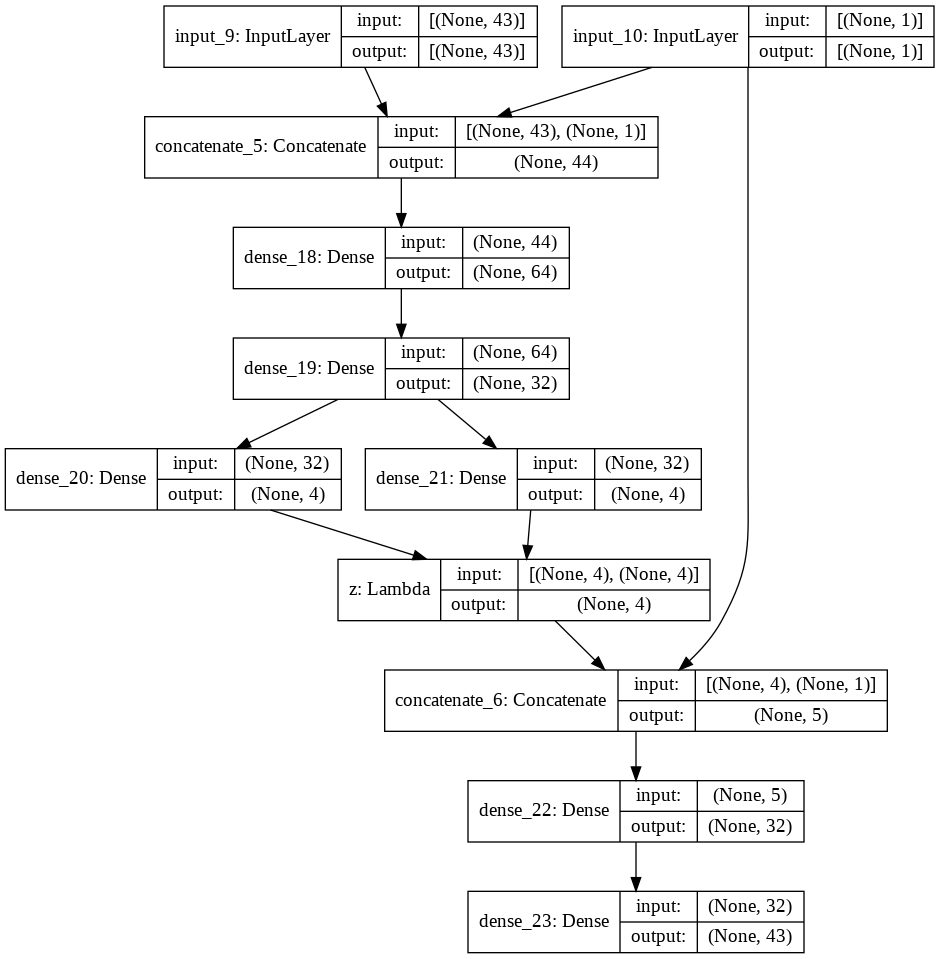 input_9: InputLayer
input: [(None, 43)]
output: [(None, 43)]
input_10: InputLayer
input: [(None, 1)]
output: [(None, 1)]
concatenate_5: Concatenate
input: [(None, 43), (None, 1)]
output: (None, 44)
dense_18: Dense
input: (None, 44)
output: (None, 64)
dense_19: Dense
input: (None, 64)
output: (None, 32)
dense_20: Dense
input: (None, 32)
output: (None, 4)
dense_21: Dense
input: (None, 32)
output: (None, 4)
z: Lambda
input: [(None, 4), (None, 4)]
output: (None, 4)
concatenate_6: Concatenate
input: [(None, 4), (None, 1)]
output: (None, 5)
dense_22: Dense
input: (None, 5)
output: (None, 32)
dense_23: Dense
input: (None, 32)
output: (None, 43)